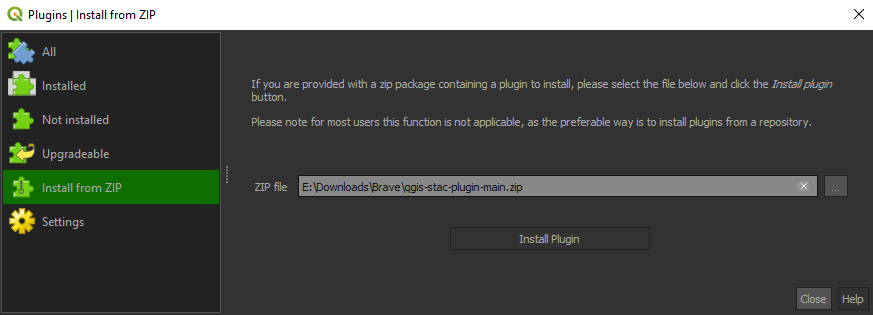 Plugins | Install from ZIP
All
Installed
Not installed
Upgradeable
Install from ZIP
Settings
If you are provided with a zip package containing a plugin to install, please select the file below and click the Install plugin
button.
Please note for most users this function is not applicable, as the preferable way is to install plugins from a repository.
ZIP file E:\Downloads\Brave\qgis-stac-plugin-main.zip ...
Install Plugin
Close Help